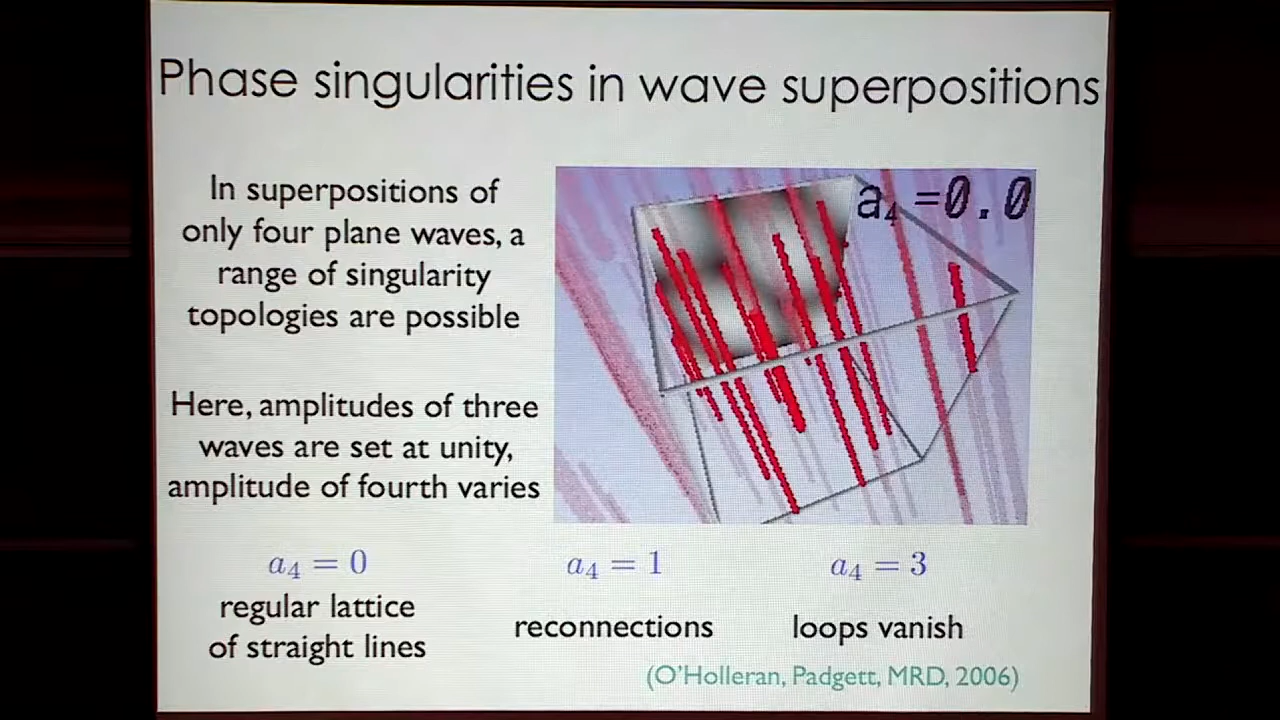 Phase singularities in wave superpositions
In superpositions of
only four plane waves, a
range of singularity
topologies are possible
Here, amplitudes of three
waves are set at unity,
amplitude of fourth varies
a₄ =0.0
a₄ = 0
regular lattice
of straight lines
a₄ = 1
reconnections
a₄ = 3
loops vanish
(O'Holleran, Padgett, MRD, 2006)